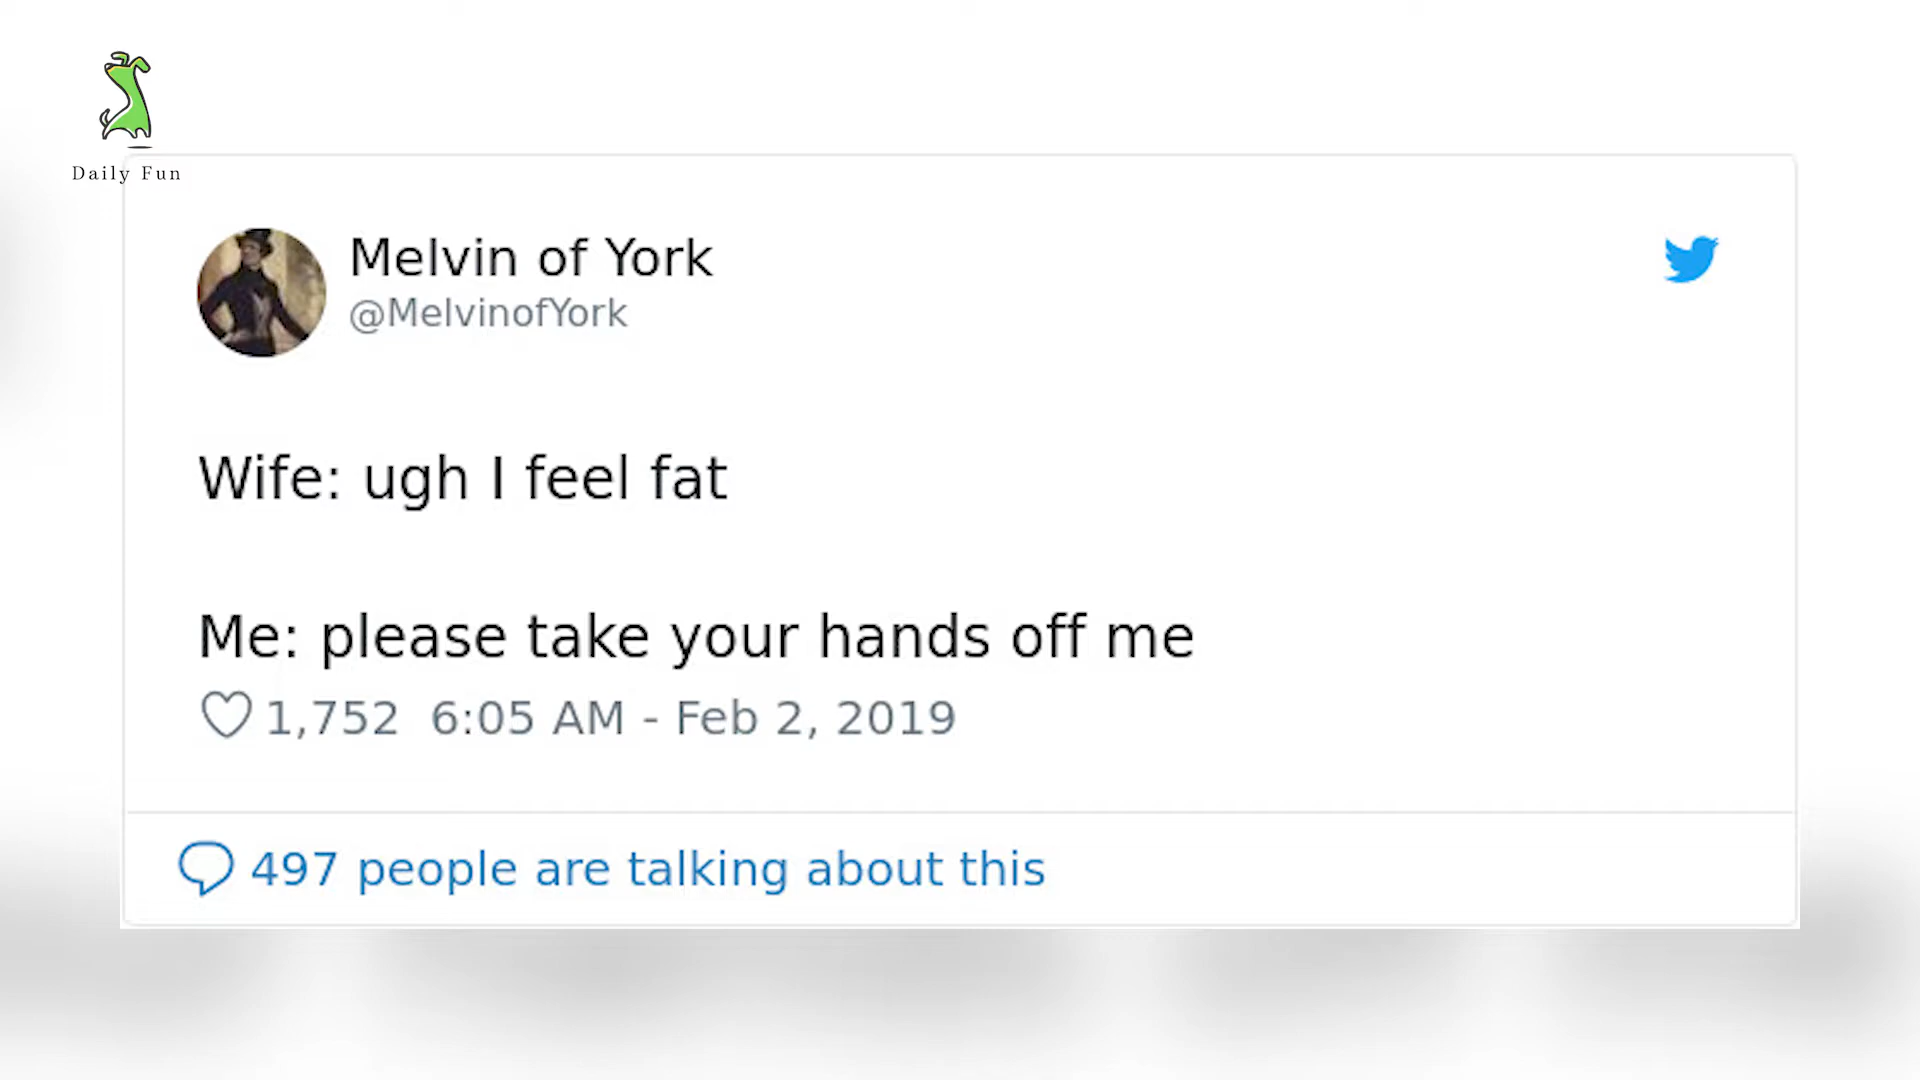 Daily Fun
Melvin of York
@MelvinofYork
Wife: ugh I feel fat
Me: please take your hands off me
1,752 6:05 AM - Feb 2, 2019
497 people are talking about this